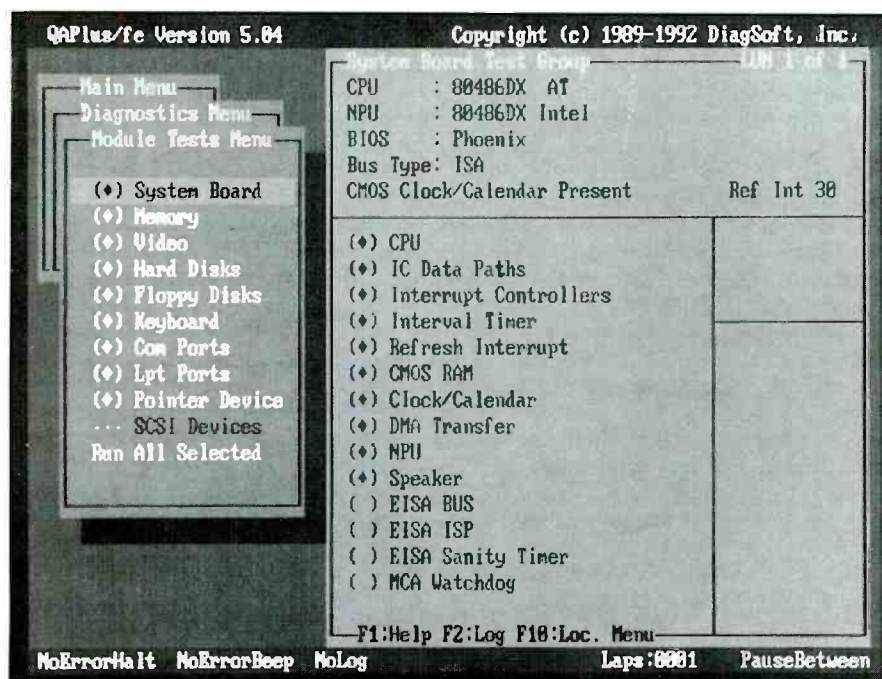 QAPlus/fe Version 5.04
Copyright (c) 1989-1992 DiagSoft, Inc.
Main Menu
Diagnostics Menu
Module Tests Menu
(♦) System Board
(♦) Memory
(♦) Video
(♦) Hard Disks
(♦) Floppy Disks
(♦) Keyboard
(♦) Com Ports
(♦) Lpt Ports
(♦) Pointer Device
... SCSI Devices
Run All Selected
System Board Test Group
LUN 1 of 1
CPU : 80486DX AT
NPU : 80486DX Intel
BIOS : Phoenix
Bus Type: ISA
CMOS Clock/Calendar Present Ref Int 30
(♦) CPU
(♦) IC Data Paths
(♦) Interrupt Controllers
(♦) Interval Timer
(♦) Refresh Interrupt
(♦) CMOS RAM
(♦) Clock/Calendar
(♦) DMA Transfer
(♦) NPU
(♦) Speaker
( ) EISA BUS
( ) EISA ISP
( ) EISA Sanity Timer
( ) MCA Watchdog
F1:Help F2:Log F10:Loc. Menu
NoErrorHalt NoErrorBeep NoLog Laps:0001 PauseBetween